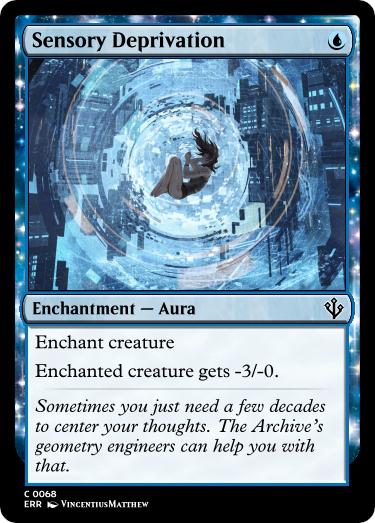 Sensory Deprivation
Enchantment — Aura
Enchant creature
Enchanted creature gets -3/-0.
Sometimes you just need a few decades
to center your thoughts. The Archive's
geometry engineers can help you with
that.
C 0068
ERR VINCENTIUSMATTHEW